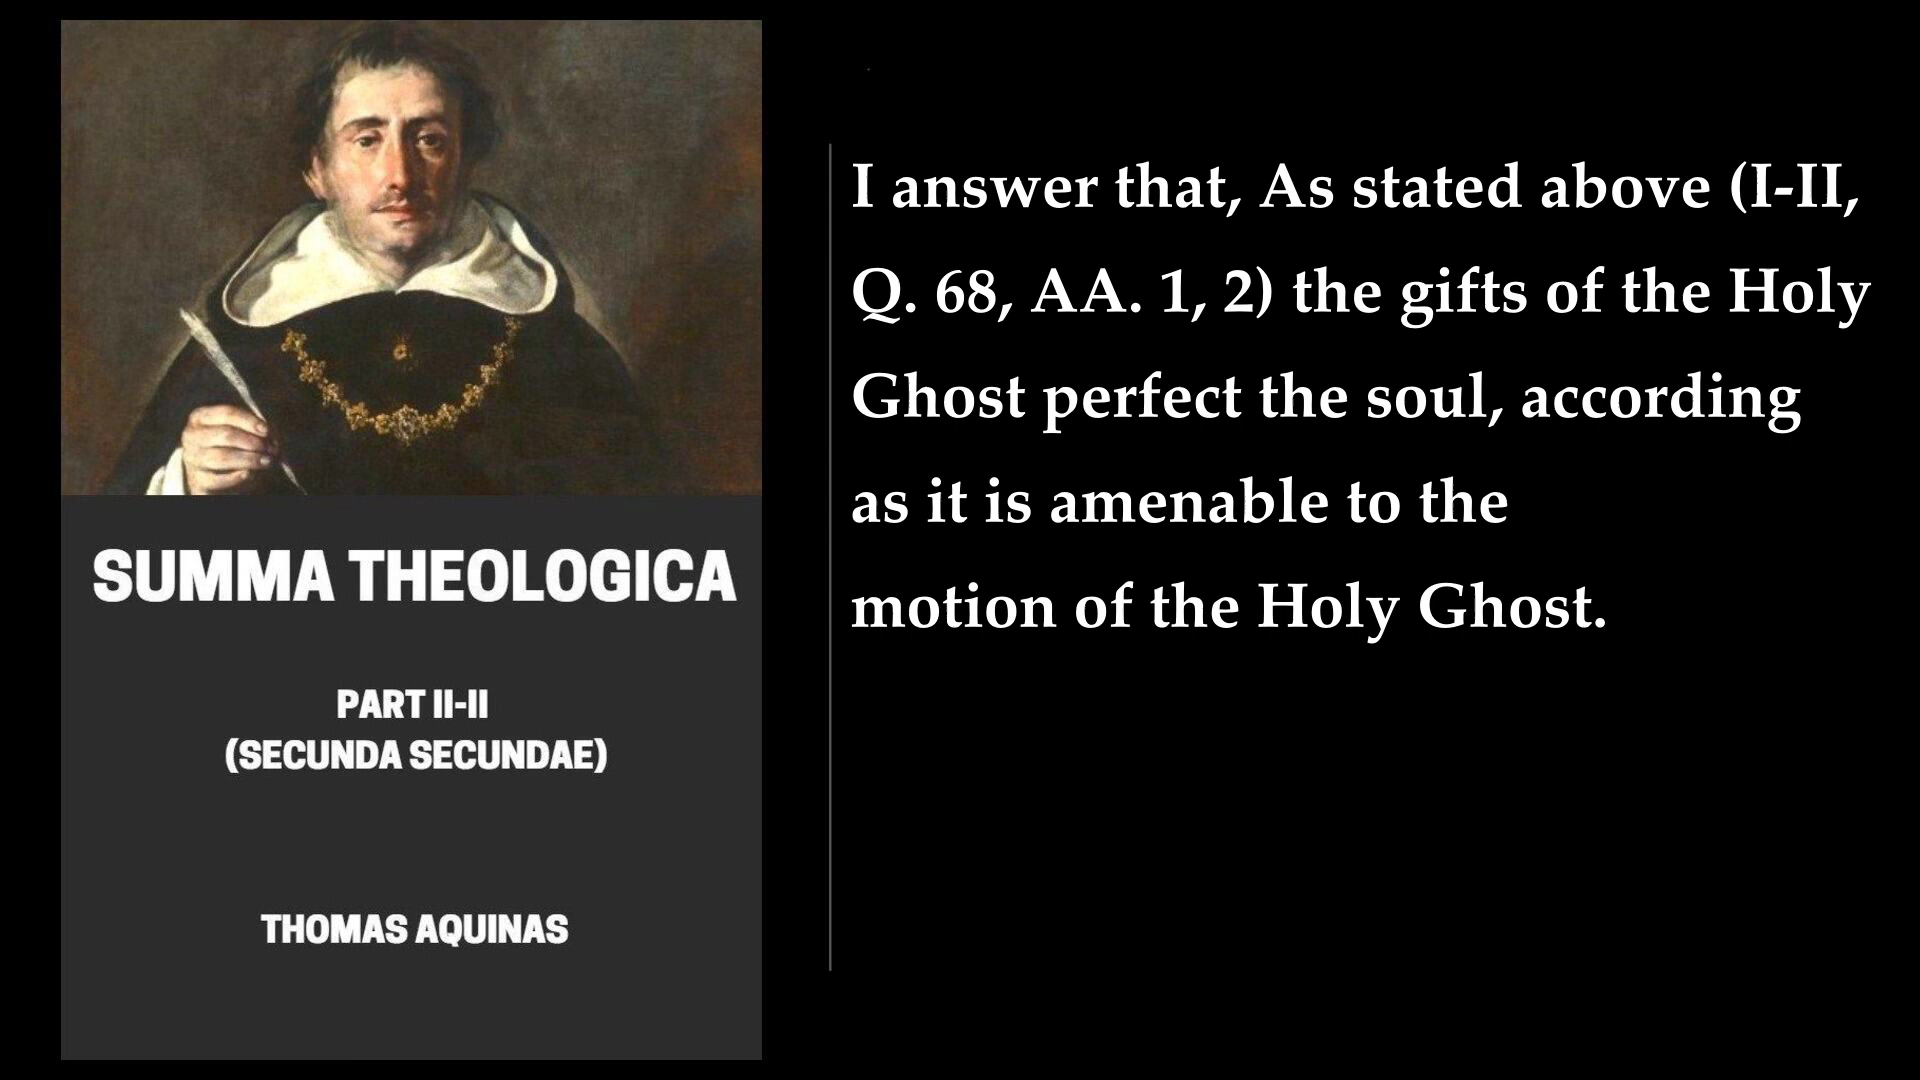 SUMMA THEOLOGICA
PART II-II
(SECUNDA SECUNDAE)
THOMAS AQUINAS
I answer that, As stated above (I-II,
Q. 68, AA. 1, 2) the gifts of the Holy
Ghost perfect the soul, according
as it is amenable to the
motion of the Holy Ghost.